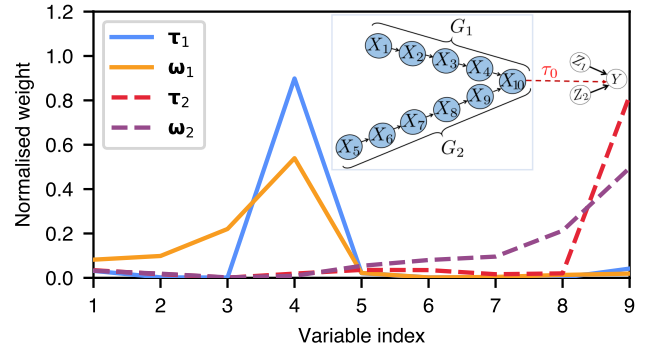 1.2
1.0
0.8
0.6
0.4
0.2
0.0
Normalised weight
τ₁
ω₁
τ₂
ω₂
G₁
X₁
X₂
X₃
X₄
X₁₀
X₅
X₆
X₇
X₈
X₉
G₂
τ₀
Z₁
Z₂
Y
1 2 3 4 5 6 7 8 9
Variable index